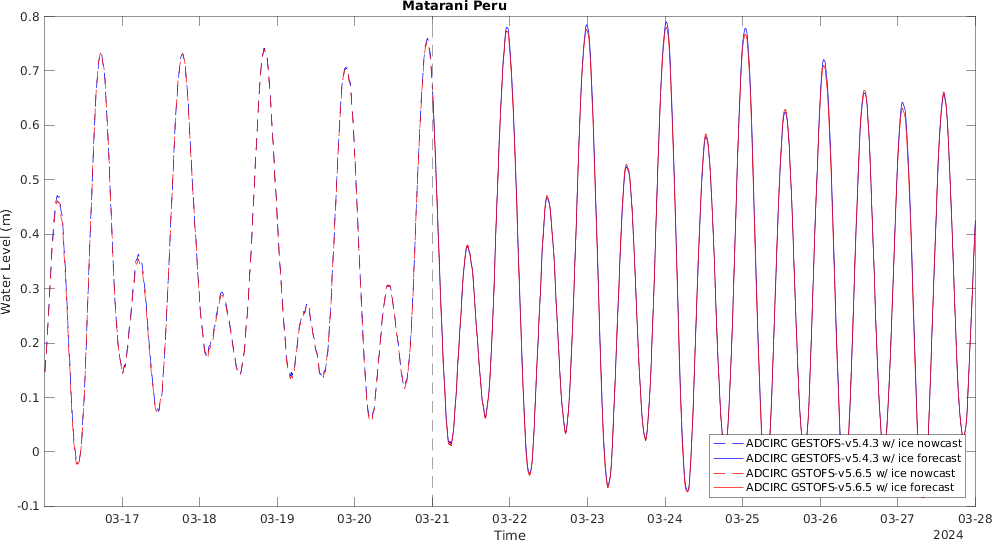 Matarani Peru
0.8
0.7
0.6
0.5
0.4
0.3
0.2
0.1
0
-0.1
Water Level (m)
ADCIRC GESTOFS-v5.4.3 w/ ice nowcast
ADCIRC GESTOFS-v5.4.3 w/ ice forecast
ADCIRC GSTOFS-v5.6.5 w/ ice nowcast
ADCIRC GSTOFS-v5.6.5 w/ ice forecast
03-17 03-18 03-19 03-20 03-21 03-22 03-23 03-24 03-25 03-26 03-27 03-28
Time
2024